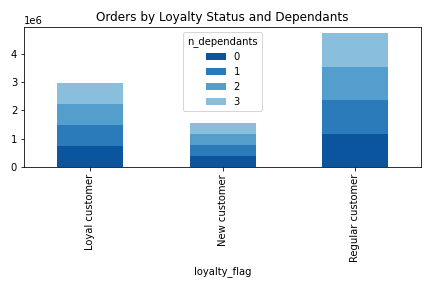 Orders by Loyalty Status and Dependants
1e6
n_dependants
0
1
2
3
4
3
2
1
0
Loyal customer
New customer
Regular customer
loyalty_flag